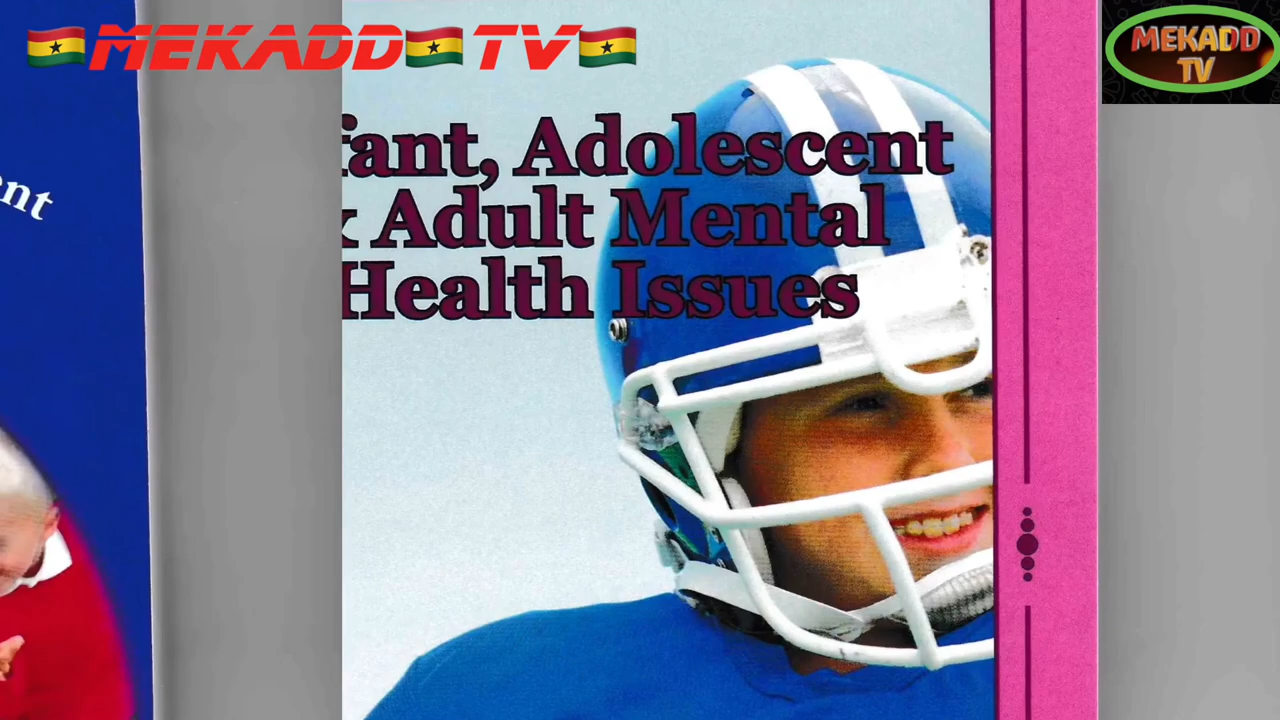 MEKADD TV
MEKADD
TV
nt
fant, Adolescent
& Adult Mental
Health Issues